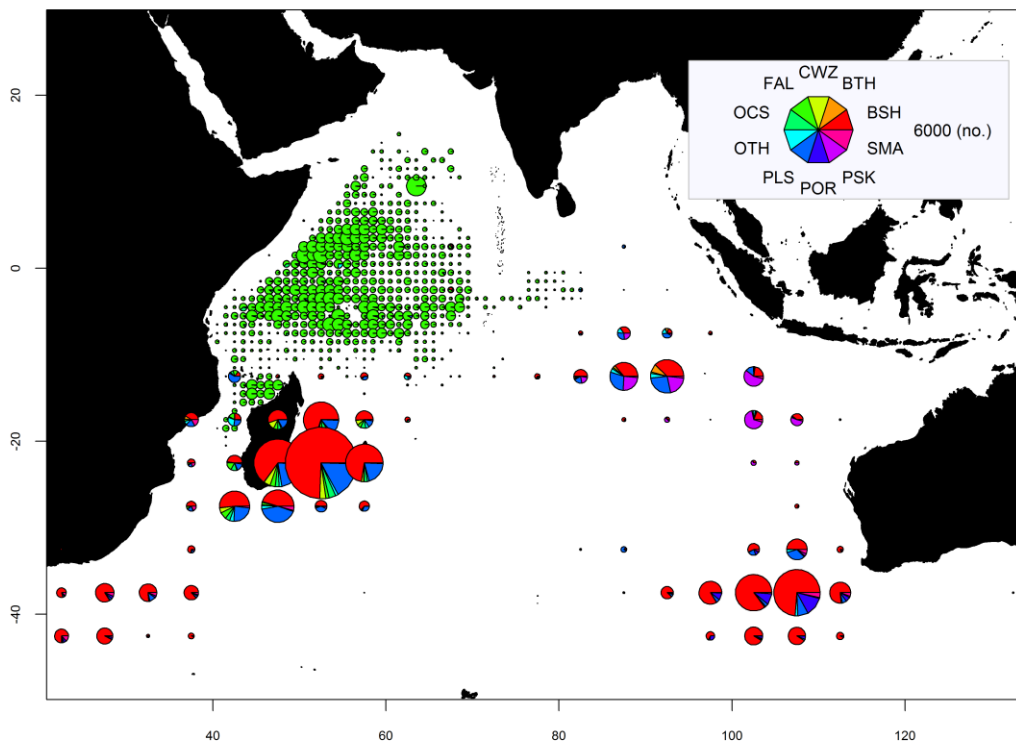 20
0
-20
-40
CWZ
FAL BTH
OCS BSH
6000 (no.)
OTH SMA
PLS PSK
POR
40 60 80 100 120